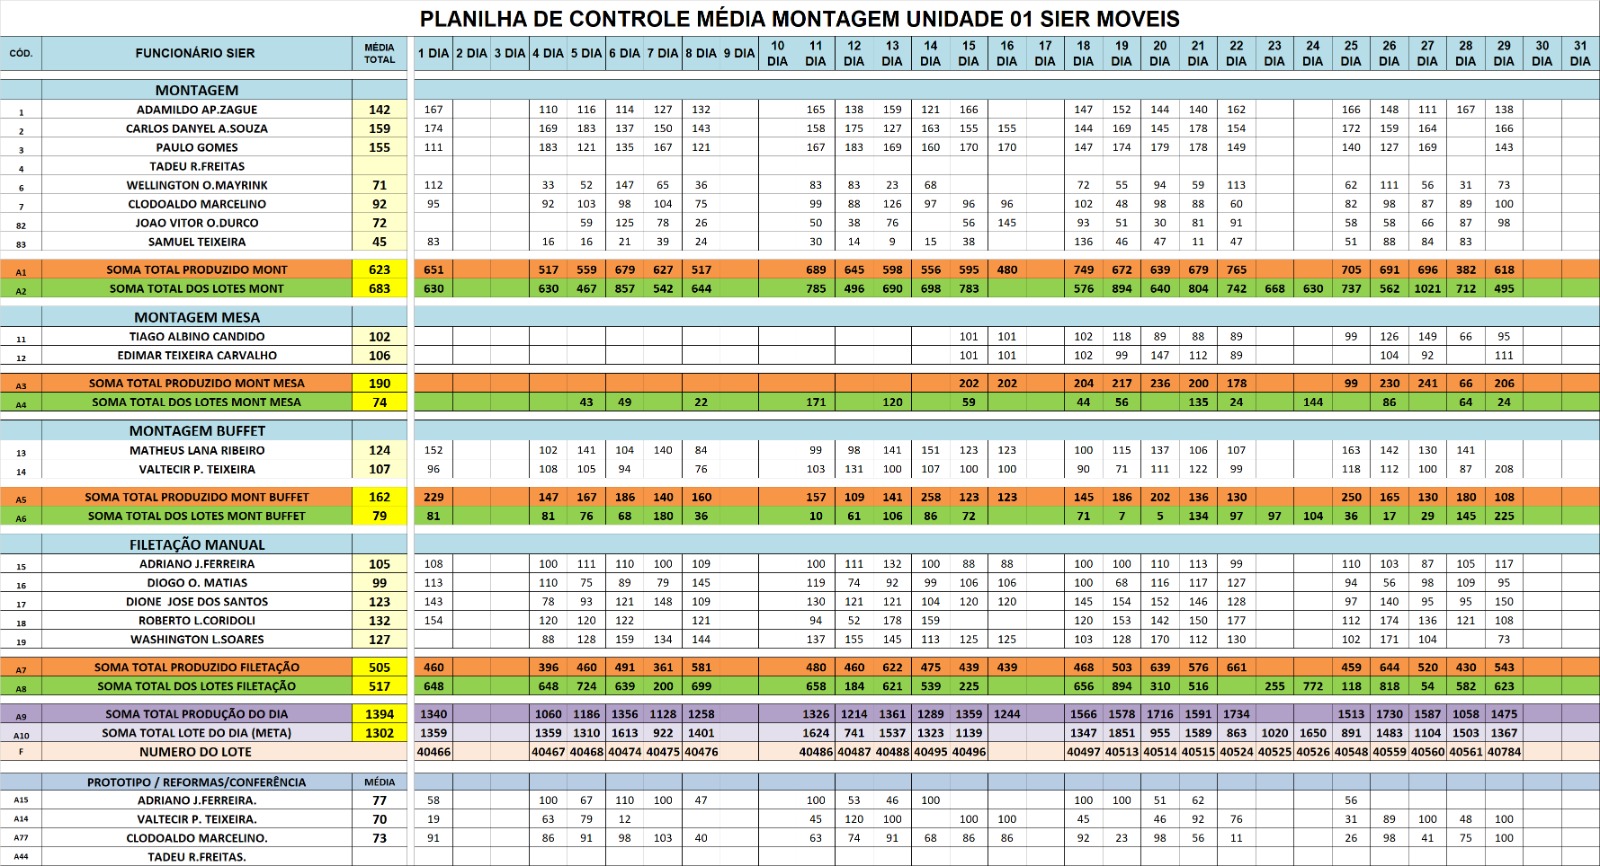 PLANILHA DE CONTROLE MÉDIA MONTAGEM UNIDADE 01 SIER MOVEIS
CÓD. FUNCIONÁRIO SIER MÉDIA TOTAL 1 DIA 2 DIA 3 DIA 4 DIA 5 DIA 6 DIA 7 DIA 8 DIA 9 DIA 10 DIA 11 DIA 12 DIA 13 DIA 14 DIA 15 DIA 16 DIA 17 DIA 18 DIA 19 DIA 20 DIA 21 DIA 22 DIA 23 DIA 24 DIA 25 DIA 26 DIA 27 DIA 28 DIA 29 DIA 30 DIA 31 DIA
MONTAGEM
1 ADAMILDO AP.ZAGUE 142 167 110 116 114 127 132 165 138 159 121 166 147 152 144 140 162 166 148 111 167 138
2 CARLOS DANYEL A.SOUZA 159 174 169 183 137 150 143 158 175 127 163 155 155 144 169 145 178 154 172 159 164 166
3 PAULO GOMES 155 111 183 121 135 167 121 167 183 169 160 170 170 147 174 179 178 149 140 127 169 143
4 TADEU R.FREITAS
6 WELLINGTON O.MAYRINK 71 112 33 52 147 65 36 83 83 23 68 72 55 94 59 113 62 111 56 31 73
7 CLODOALDO MARCELINO 92 95 92 103 98 104 75 99 88 126 97 96 96 102 48 98 88 60 82 98 87 89 100
82 JOAO VITOR O.DURCO 72 59 125 78 26 50 38 76 56 145 93 51 30 81 91 58 58 66 87 98
83 SAMUEL TEIXEIRA 45 83 16 16 21 39 24 30 14 9 15 38 136 46 47 11 47 51 88 84 83
A1 SOMA TOTAL PRODUZIDO MONT 623 651 517 559 679 627 517 689 645 598 556 595 480 749 672 639 679 765 705 691 696 382 618
A2 SOMA TOTAL DOS LOTES MONT 683 630 630 467 857 542 644 785 496 690 698 783 576 894 640 804 742 668 630 737 562 1021 712 495
MONTAGEM MESA
11 TIAGO ALBINO CANDIDO 102 101 101 102 118 89 88 89 99 126 149 66 95
12 EDIMAR TEIXEIRA CARVALHO 106 101 101 102 99 147 112 89 104 92 111
A3 SOMA TOTAL PRODUZIDO MONT MESA 190 202 202 204 217 236 200 178 99 230 241 66 206
A4 SOMA TOTAL DOS LOTES MONT MESA 74 43 49 22 171 120 59 44 56 135 24 144 86 64 24
MONTAGEM BUFFET
13 MATHEUS LANA RIBEIRO 124 152 102 141 104 140 84 99 98 141 151 123 123 100 115 137 106 107 163 142 130 141
14 VALTECIR P. TEIXEIRA 107 96 108 105 94 76 103 131 100 107 100 100 90 71 111 122 99 118 112 100 87 208
A5 SOMA TOTAL PRODUZIDO MONT BUFFET 162 229 147 167 186 140 160 157 109 141 258 123 123 145 186 202 136 130 250 165 130 180 108
A6 SOMA TOTAL DOS LOTES MONT BUFFET 79 81 81 76 68 180 36 10 61 106 86 72 71 7 5 134 97 97 104 36 17 29 145 225
FILETAÇÃO MANUAL
15 ADRIANO J.FERREIRA 105 108 100 111 110 100 109 100 111 132 100 88 88 100 100 110 113 99 110 103 87 105 117
16 DIOGO O. MATIAS 99 113 110 75 89 79 145 119 74 92 99 106 106 100 68 116 117 127 94 56 98 109 95
17 DIONE JOSE DOS SANTOS 123 143 78 93 121 148 109 130 121 121 104 120 120 145 154 152 146 128 97 140 95 95 150
18 ROBERTO L.CORIDOLI 132 154 120 120 122 121 94 52 178 159 120 153 142 150 177 112 174 136 121 108
19 WASHINGTON L.SOARES 127 88 128 159 134 144 137 155 145 113 125 125 103 128 170 112 130 102 171 104 73
A7 SOMA TOTAL PRODUZIDO FILETAÇÃO 505 460 396 460 491 361 581 480 460 622 475 439 439 468 503 639 576 661 459 644 520 430 543
A8 SOMA TOTAL DOS LOTES FILETAÇÃO 517 648 648 724 639 200 699 658 184 621 539 225 656 894 310 516 255 772 118 818 54 582 623
A9 SOMA TOTAL PRODUÇÃO DO DIA 1394 1340 1060 1186 1356 1128 1258 1326 1214 1361 1289 1359 1244 1566 1578 1716 1591 1734 1513 1730 1587 1058 1475
A10 SOMA TOTAL LOTE DO DIA (META) 1302 1359 1359 1310 1613 922 1401 1624 741 1537 1323 1139 1347 1851 955 1589 863 1020 1650 891 1483 1104 1503 1367
F NUMERO DO LOTE 40466 40467 40468 40474 40475 40476 40486 40487 40488 40495 40496 40497 40513 40514 40515 40524 40525 40526 40548 40559 40560 40561 40784
PROTOTIPO / REFORMAS/CONFERÊNCIA MÉDIA
A15 ADRIANO J.FERREIRA. 77 58 100 67 110 100 47 100 53 46 100 100 100 51 62 56
A14 VALTECIR P. TEIXEIRA. 70 19 63 79 12 45 120 100 100 100 45 46 92 76 31 89 100 48 100
A77 CLODOALDO MARCELINO. 73 91 86 91 98 103 40 63 74 91 68 86 86 92 23 98 56 11 26 98 41 75 100
A44 TADEU R.FREITAS.